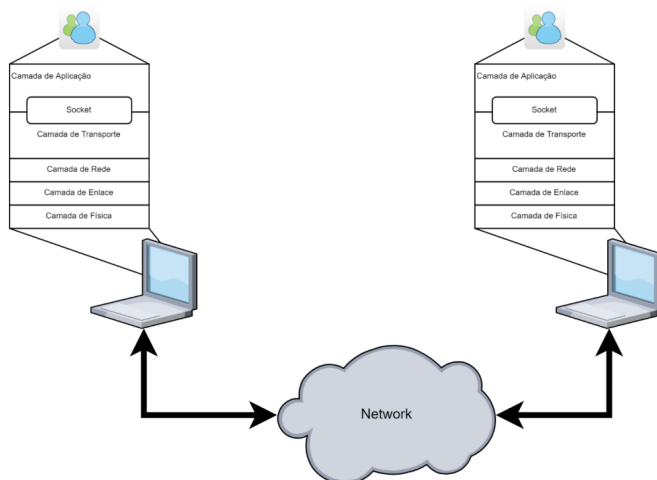 Camada de Aplicação
Socket
Camada de Transporte
Camada de Rede
Camada de Enlace
Camada de Física
Camada de Aplicação
Socket
Camada de Transporte
Camada de Rede
Camada de Enlace
Camada de Física
Network